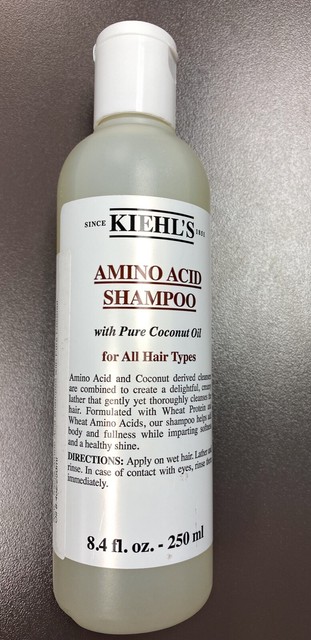 SINCE KIEHL'S 1851
AMINO ACID
SHAMPOO
with Pure Coconut Oil
for All Hair Types
Amino Acid and Coconut derived
are combined to create a delightful,
lather that gently yet thoroughly cleanses
hair. Formulated with Wheat Protein
Wheat Amino Acids, our shampoo helps
body and fullness while imparting
and a healthy shine.
DIRECTIONS: Apply on wet hair. Lather
rinse. In case of contact with eyes, rinse
immediately.
8.4 fl. oz. - 250 ml